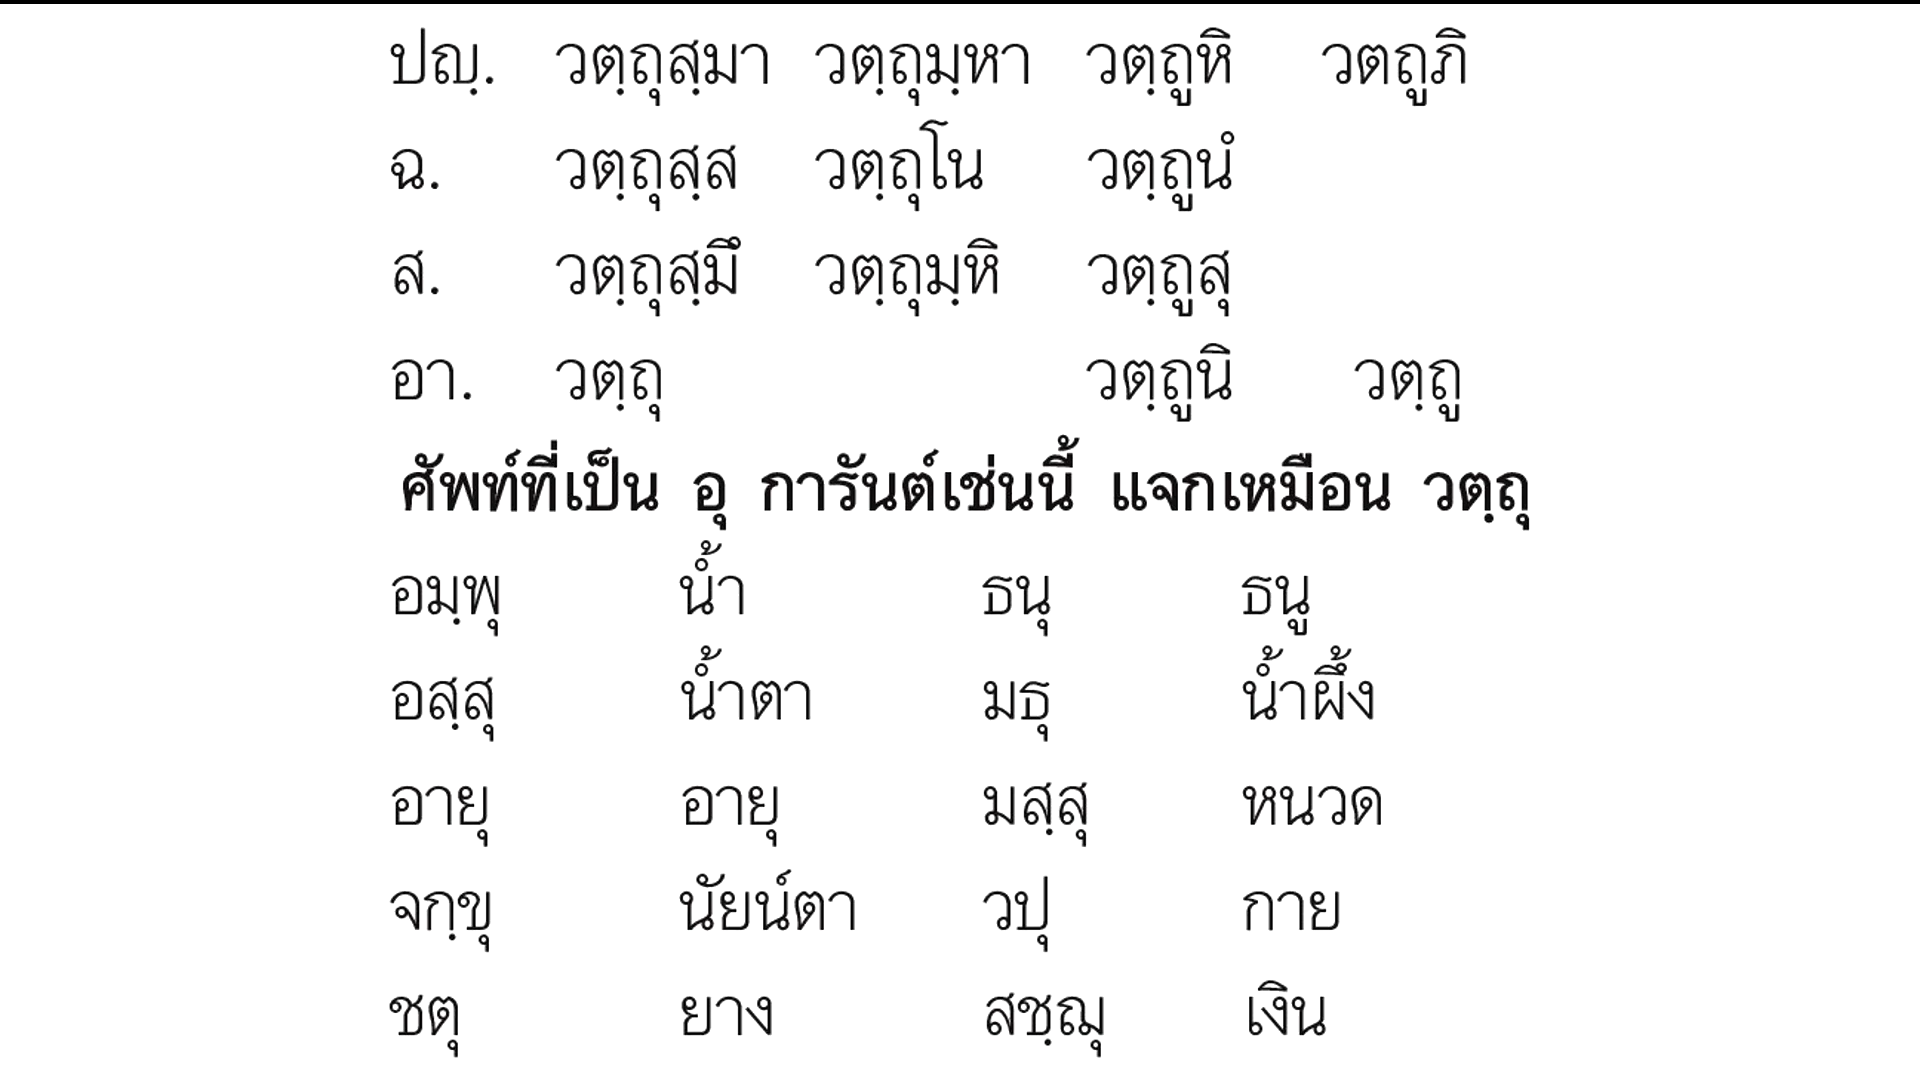 ปญฺ. วตฺถุสฺมา วตฺถุมฺหา วตฺถูหิ วตถูภิ
ฉ. วตฺถุสฺส วตฺถุโน วตฺถูนํ
ส. วตฺถุสฺมึ วตฺถุมฺหิ วตฺถูสุ
อา. วตฺถุ วตฺถูนิ วตฺถู
ศัพท์ที่เป็น อุ การันต์เช่นนี้ แจกเหมือน วตฺถุ
อมฺพุ น้ำ ธนุ ธนู
อสฺสุ น้ำตา มธุ น้ำผึ้ง
อายุ อายุ มสฺสุ หนวด
จกฺขุ นัยน์ตา วปุ กาย
ชตุ ยาง สชฺฌุ เงิน